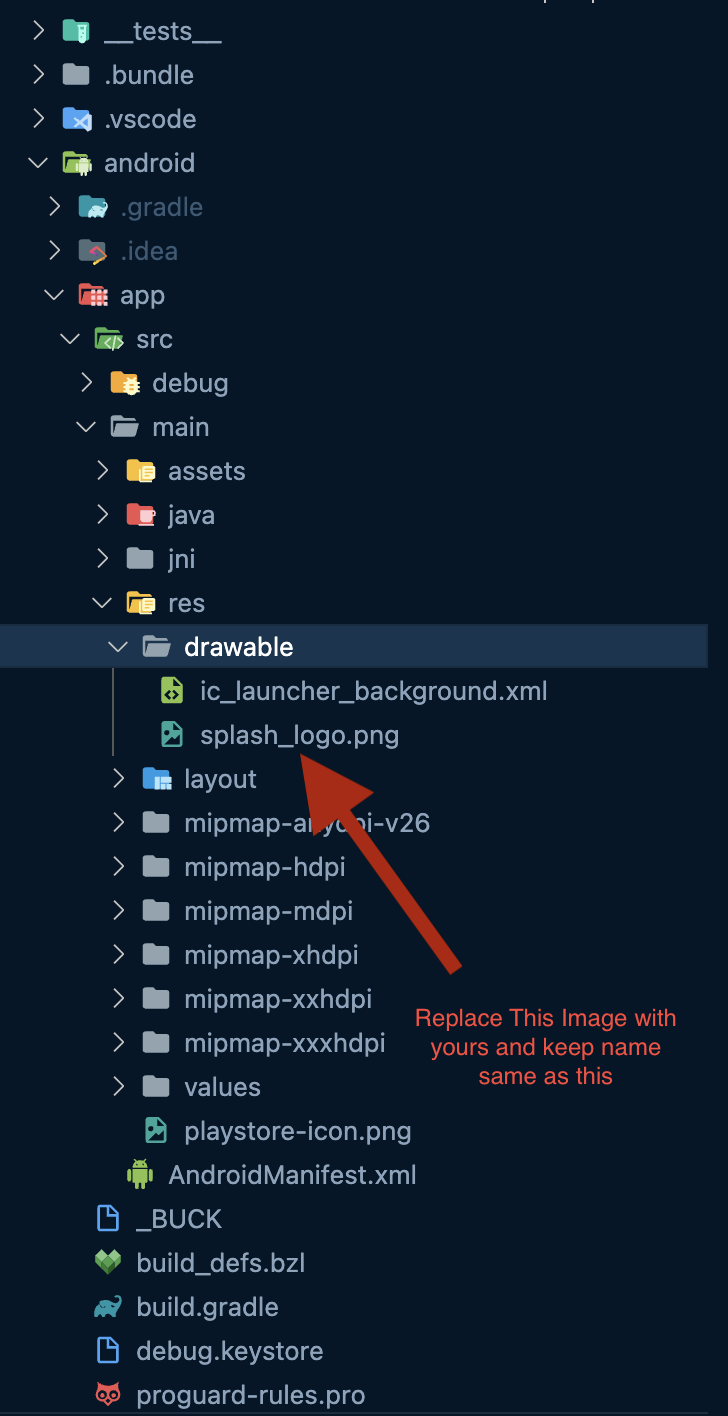 __tests__
.bundle
.vscode
android
.gradle
.idea
app
src
debug
main
assets
java
jni
res
drawable
ic_launcher_background.xml
splash_logo.png
layout
mipmap-anydpi-v26
mipmap-hdpi
mipmap-mdpi
mipmap-xhdpi
mipmap-xxhdpi
mipmap-xxxhdpi
Replace This Image with
yours and keep name
same as this
values
playstore-icon.png
AndroidManifest.xml
_BUCK
build_defs.bzl
build.gradle
debug.keystore
proguard-rules.pro